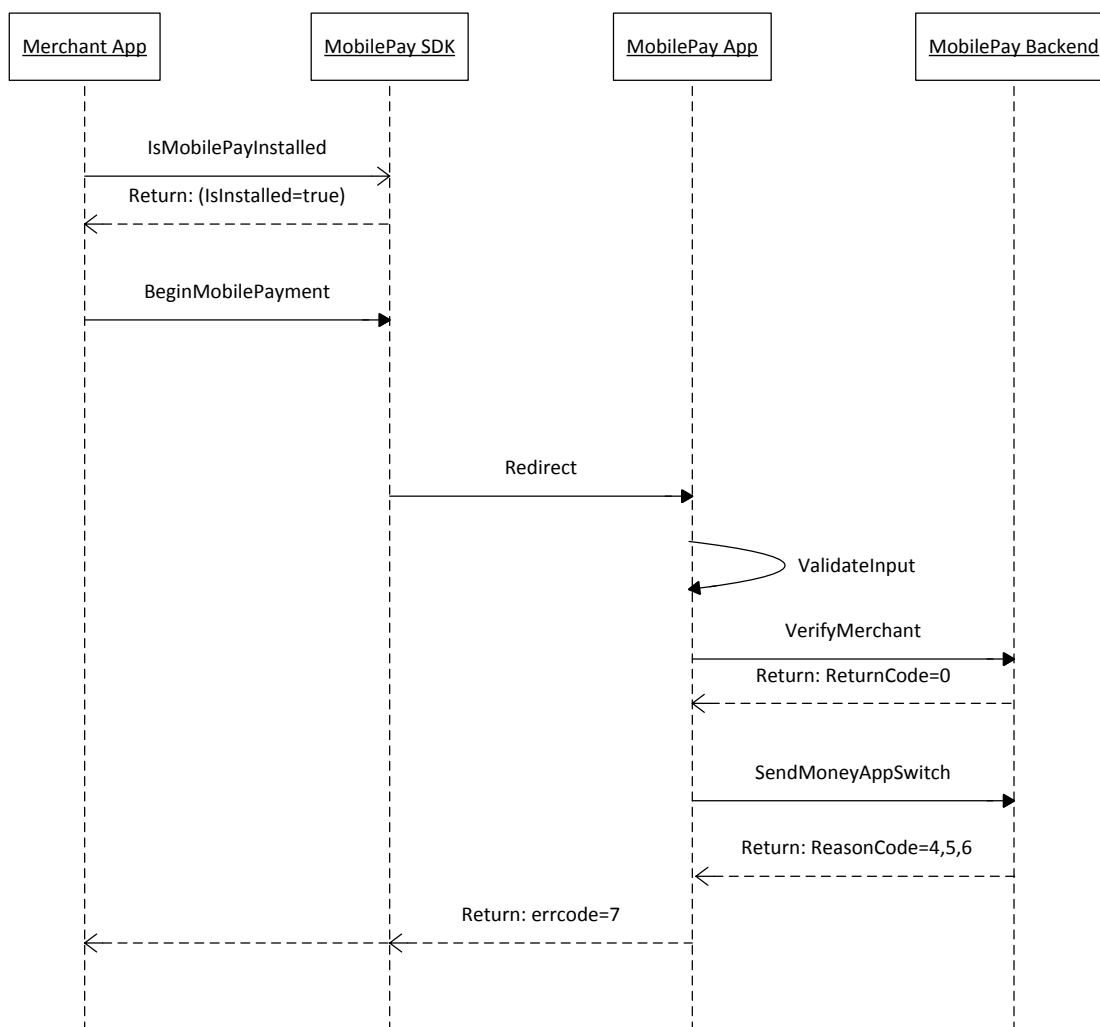 Merchant App
MobilePay SDK
MobilePay App
MobilePay Backend
IsMobilePayInstalled
Return: (IsInstalled=true)
BeginMobilePayment
Redirect
ValidateInput
VerifyMerchant
Return: ReturnCode=0
SendMoneyAppSwitch
Return: ReasonCode=4,5,6
Return: errcode=7